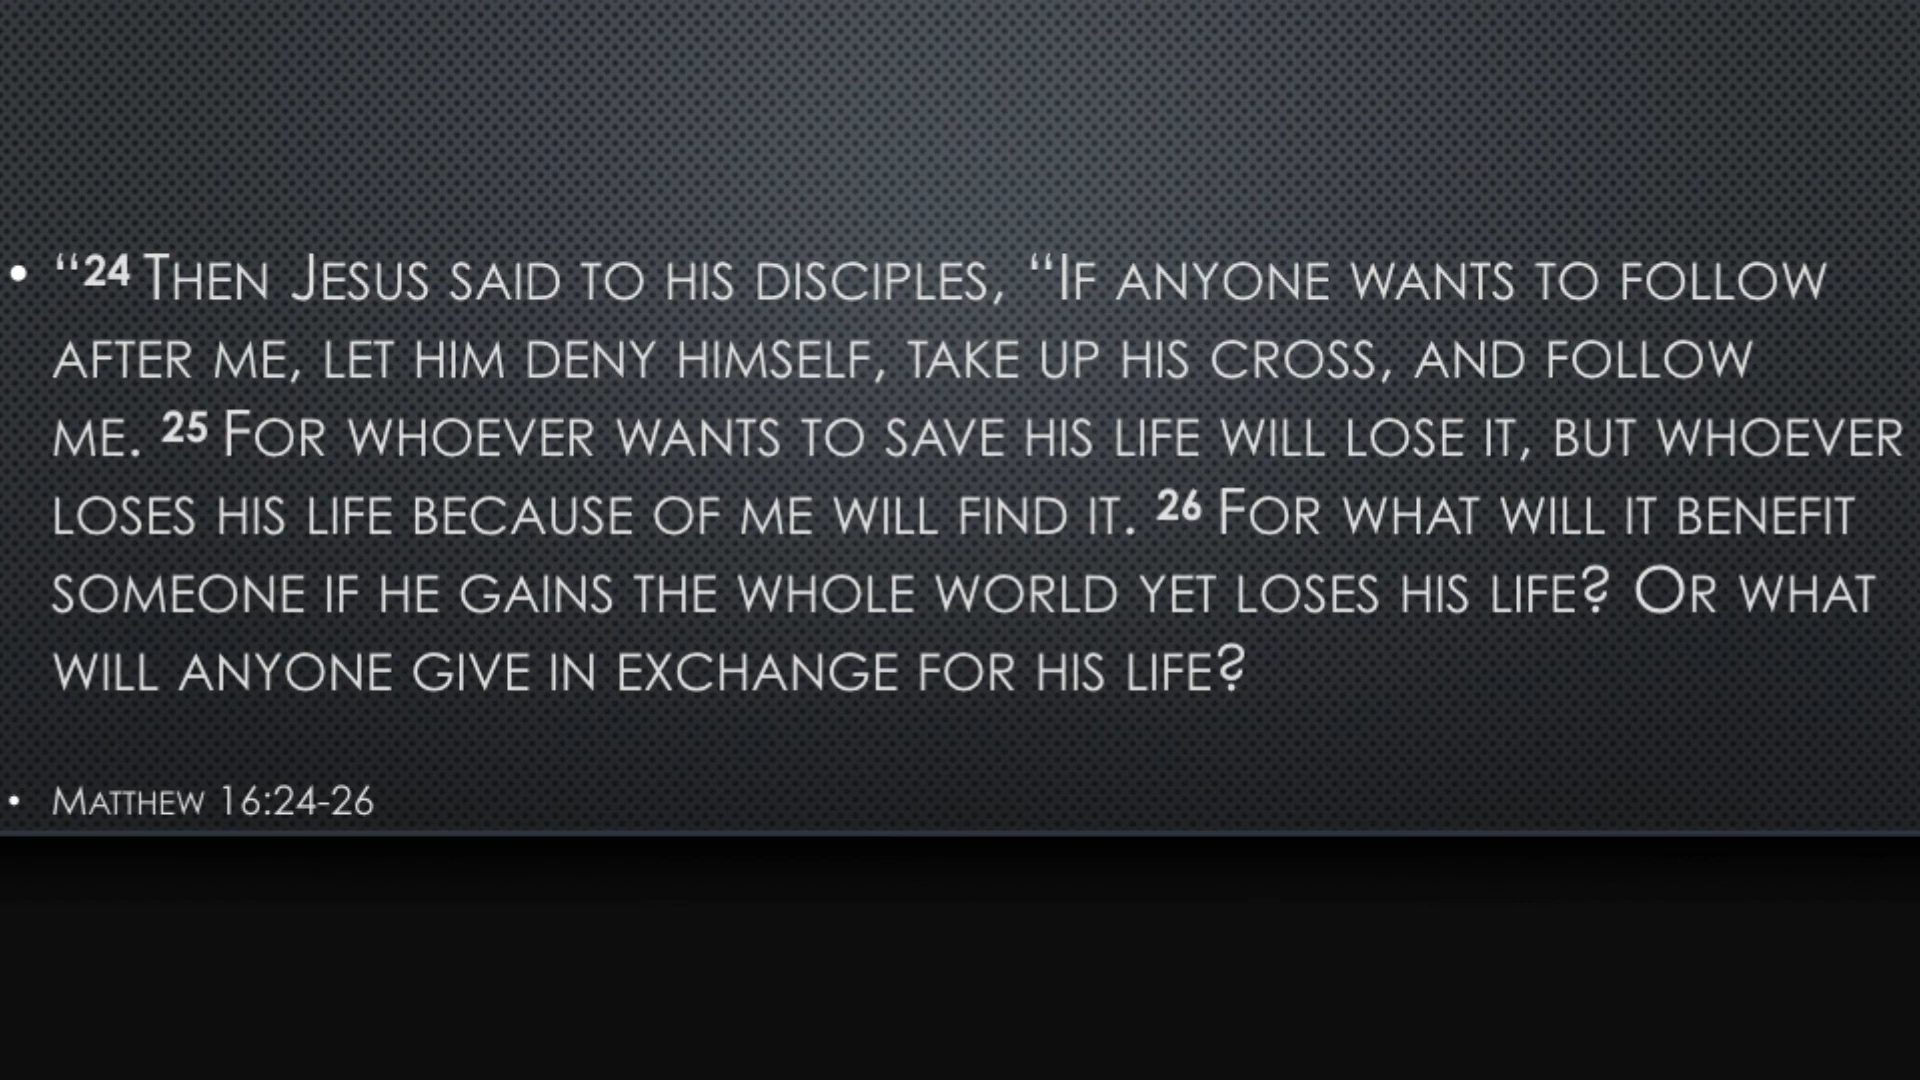 • “24 Then Jesus said to his disciples, “If anyone wants to follow
after me, let him deny himself, take up his cross, and follow
me. 25 For whoever wants to save his life will lose it, but whoever
loses his life because of me will find it. 26 For what will it benefit
someone if he gains the whole world yet loses his life? Or what
will anyone give in exchange for his life?
• Matthew 16:24-26